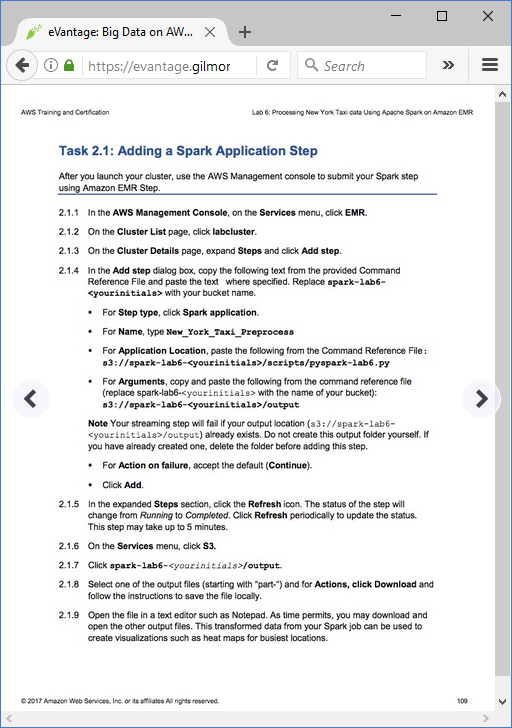 eVantage: Big Data on AW...
https://evantage.gilmor
Search
AWS Training and Certification
Lab 6: Processing New York Taxi data Using Apache Spark on Amazon EMR
Task 2.1: Adding a Spark Application Step
After you launch your cluster, use the AWS Management console to submit your Spark step
using Amazon EMR Step.
2.1.1 In the AWS Management Console, on the Services menu, click EMR.
2.1.2 On the Cluster List page, click labcluster.
2.1.3 On the Cluster Details page, expand Steps and click Add step.
2.1.4 In the Add step dialog box, copy the following text from the provided Command
Reference File and paste the text where specified. Replace spark-lab6-
<yourinitials> with your bucket name.
▪ For Step type, click Spark application.
▪ For Name, type New_York_Taxi_Preprocess
▪ For Application Location, paste the following from the Command Reference File:
s3://spark-lab6-<yourinitials>/scripts/pyspark-lab6.py
▪ For Arguments, copy and paste the following from the command reference file
(replace spark-lab6-<yourinitials> with the name of your bucket):
s3://spark-lab6-<yourinitials>/output
Note Your streaming step will fail if your output location (s3://spark-lab6-
<yourinitials>/output) already exists. Do not create this output folder yourself. If
you have already created one, delete the folder before adding this step.
▪ For Action on failure, accept the default (Continue).
▪ Click Add.
2.1.5 In the expanded Steps section, click the Refresh icon. The status of the step will
change from Running to Completed. Click Refresh periodically to update the status.
This step may take up to 5 minutes.
2.1.6 On the Services menu, click S3.
2.1.7 Click spark-lab6-<yourinitials>/output.
2.1.8 Select one of the output files (starting with "part-") and for Actions, click Download and
follow the instructions to save the file locally.
2.1.9 Open the file in a text editor such as Notepad. As time permits, you may download and
open the other output files. This transformed data from your Spark job can be used to
create visualizations such as heat maps for busiest locations.
© 2017 Amazon Web Services, Inc. or its affiliates All rights reserved.
109